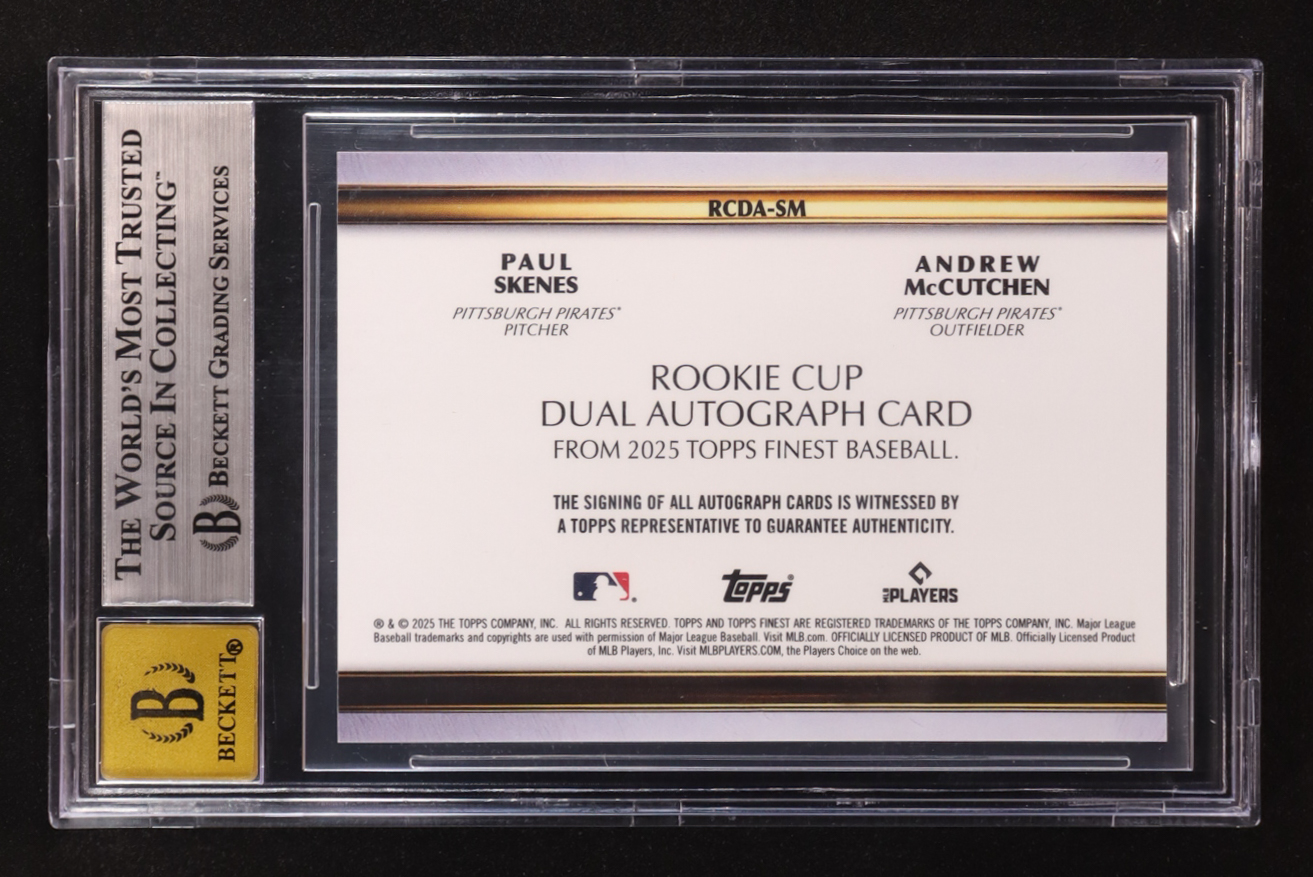 THE WORLD'S MOST TRUSTED
SOURCE IN COLLECTING™
B BECKETT GRADING SERVICES
B
BECKETT®
RCDA-SM
PAUL
SKENES
PITTSBURGH PIRATES®
PITCHER
ANDREW
McCUTCHEN
PITTSBURGH PIRATES®
OUTFIELDER
ROOKIE CUP
DUAL AUTOGRAPH CARD
FROM 2025 TOPPS FINEST BASEBALL.
THE SIGNING OF ALL AUTOGRAPH CARDS IS WITNESSED BY
A TOPPS REPRESENTATIVE TO GUARANTEE AUTHENTICITY.
topps®
MLB PLAYERS
® & © 2025 THE TOPPS COMPANY, INC. ALL RIGHTS RESERVED. TOPPS AND TOPPS FINEST ARE REGISTERED TRADEMARKS OF THE TOPPS COMPANY, INC. Major League
Baseball trademarks and copyrights are used with permission of Major League Baseball. Visit MLB.com. OFFICIALLY LICENSED PRODUCT OF MLB. Officially Licensed Product
of MLB Players, Inc. Visit MLBPLAYERS.COM, the Players Choice on the web.